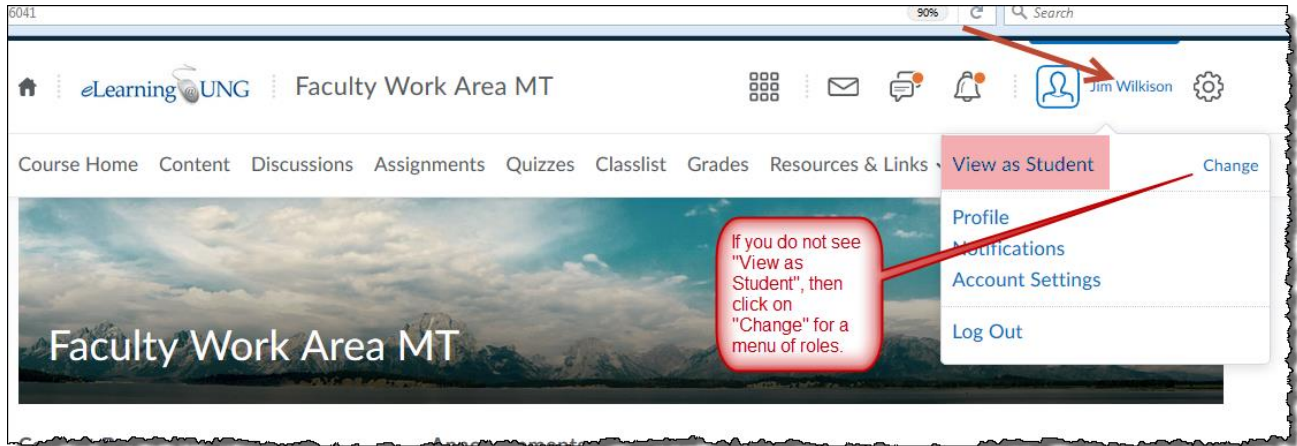 6041
90%
Search
eLearning UNG
Faculty Work Area MT
Jim Wilkison
Course Home Content Discussions Assignments Quizzes Classlist Grades Resources & Links
View as Student
Change
Profile
Notifications
Account Settings
Log Out
If you do not see
"View as
Student", then
click on
"Change" for a
menu of roles.
Faculty Work Area MT